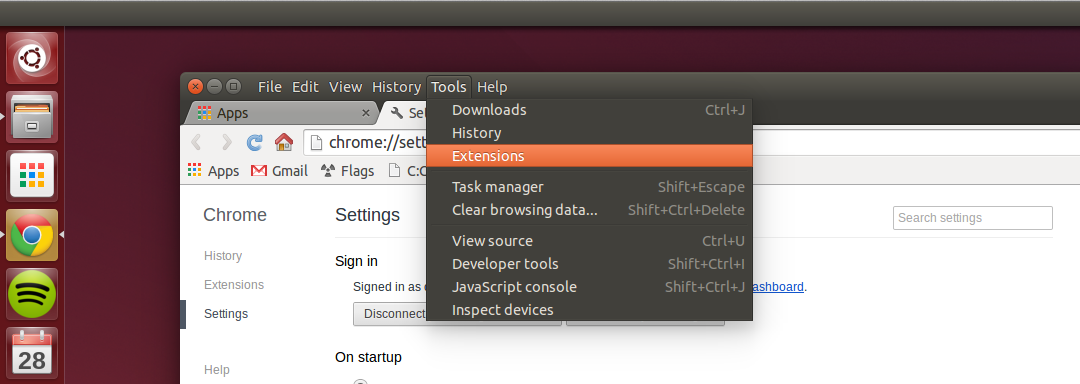 File Edit View History Tools Help
Apps Set
Downloads Ctrl+J
History
Extensions
Task manager Shift+Escape
Clear browsing data... Shift+Ctrl+Delete
View source Ctrl+U
Developer tools Shift+Ctrl+I
JavaScript console Shift+Ctrl+J
Inspect devices
chrome://sett
Apps Gmail Flags C:C
Chrome
History
Extensions
Settings
Help
Settings Search settings
Sign in
Signed in as ashboard.
Disconnect
On startup
28